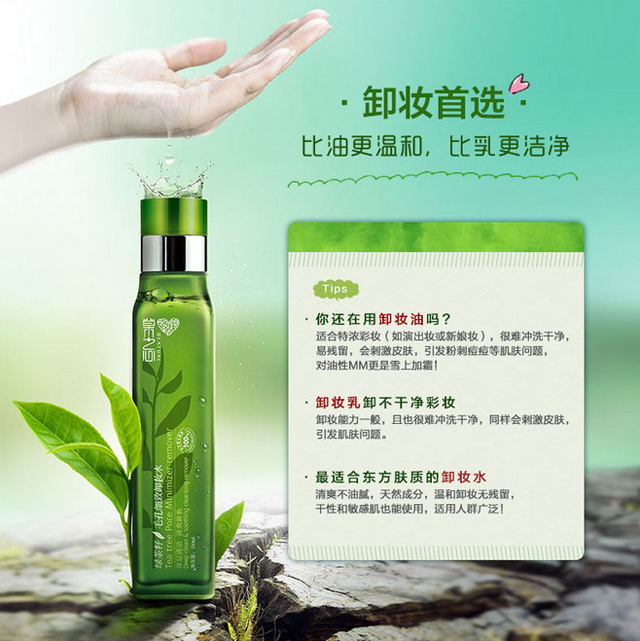 ·卸妆首选·
比油更温和，比乳更洁净
Tips
·你还在用卸妆油吗？
适合特浓彩妆（如演出妆或新娘妆），很难冲洗干净，
易残留，会刺激皮肤，引发粉刺痘痘等肌肤问题，
对油性MM更是雪上加霜！
·卸妆乳卸不干净彩妆
卸妆能力一般，且也很难冲洗干净，同样会刺激皮肤，
引发肌肤问题。
·最适合东方肤质的卸妆水
清爽不油腻，天然成分，温和卸妆无残留，
干性和敏感肌也能使用，适用人群广泛！
绿茶籽 毛孔细致卸妆水
Tea tree Pore Minimizer remover
Deep clean & soothing cleansing remover